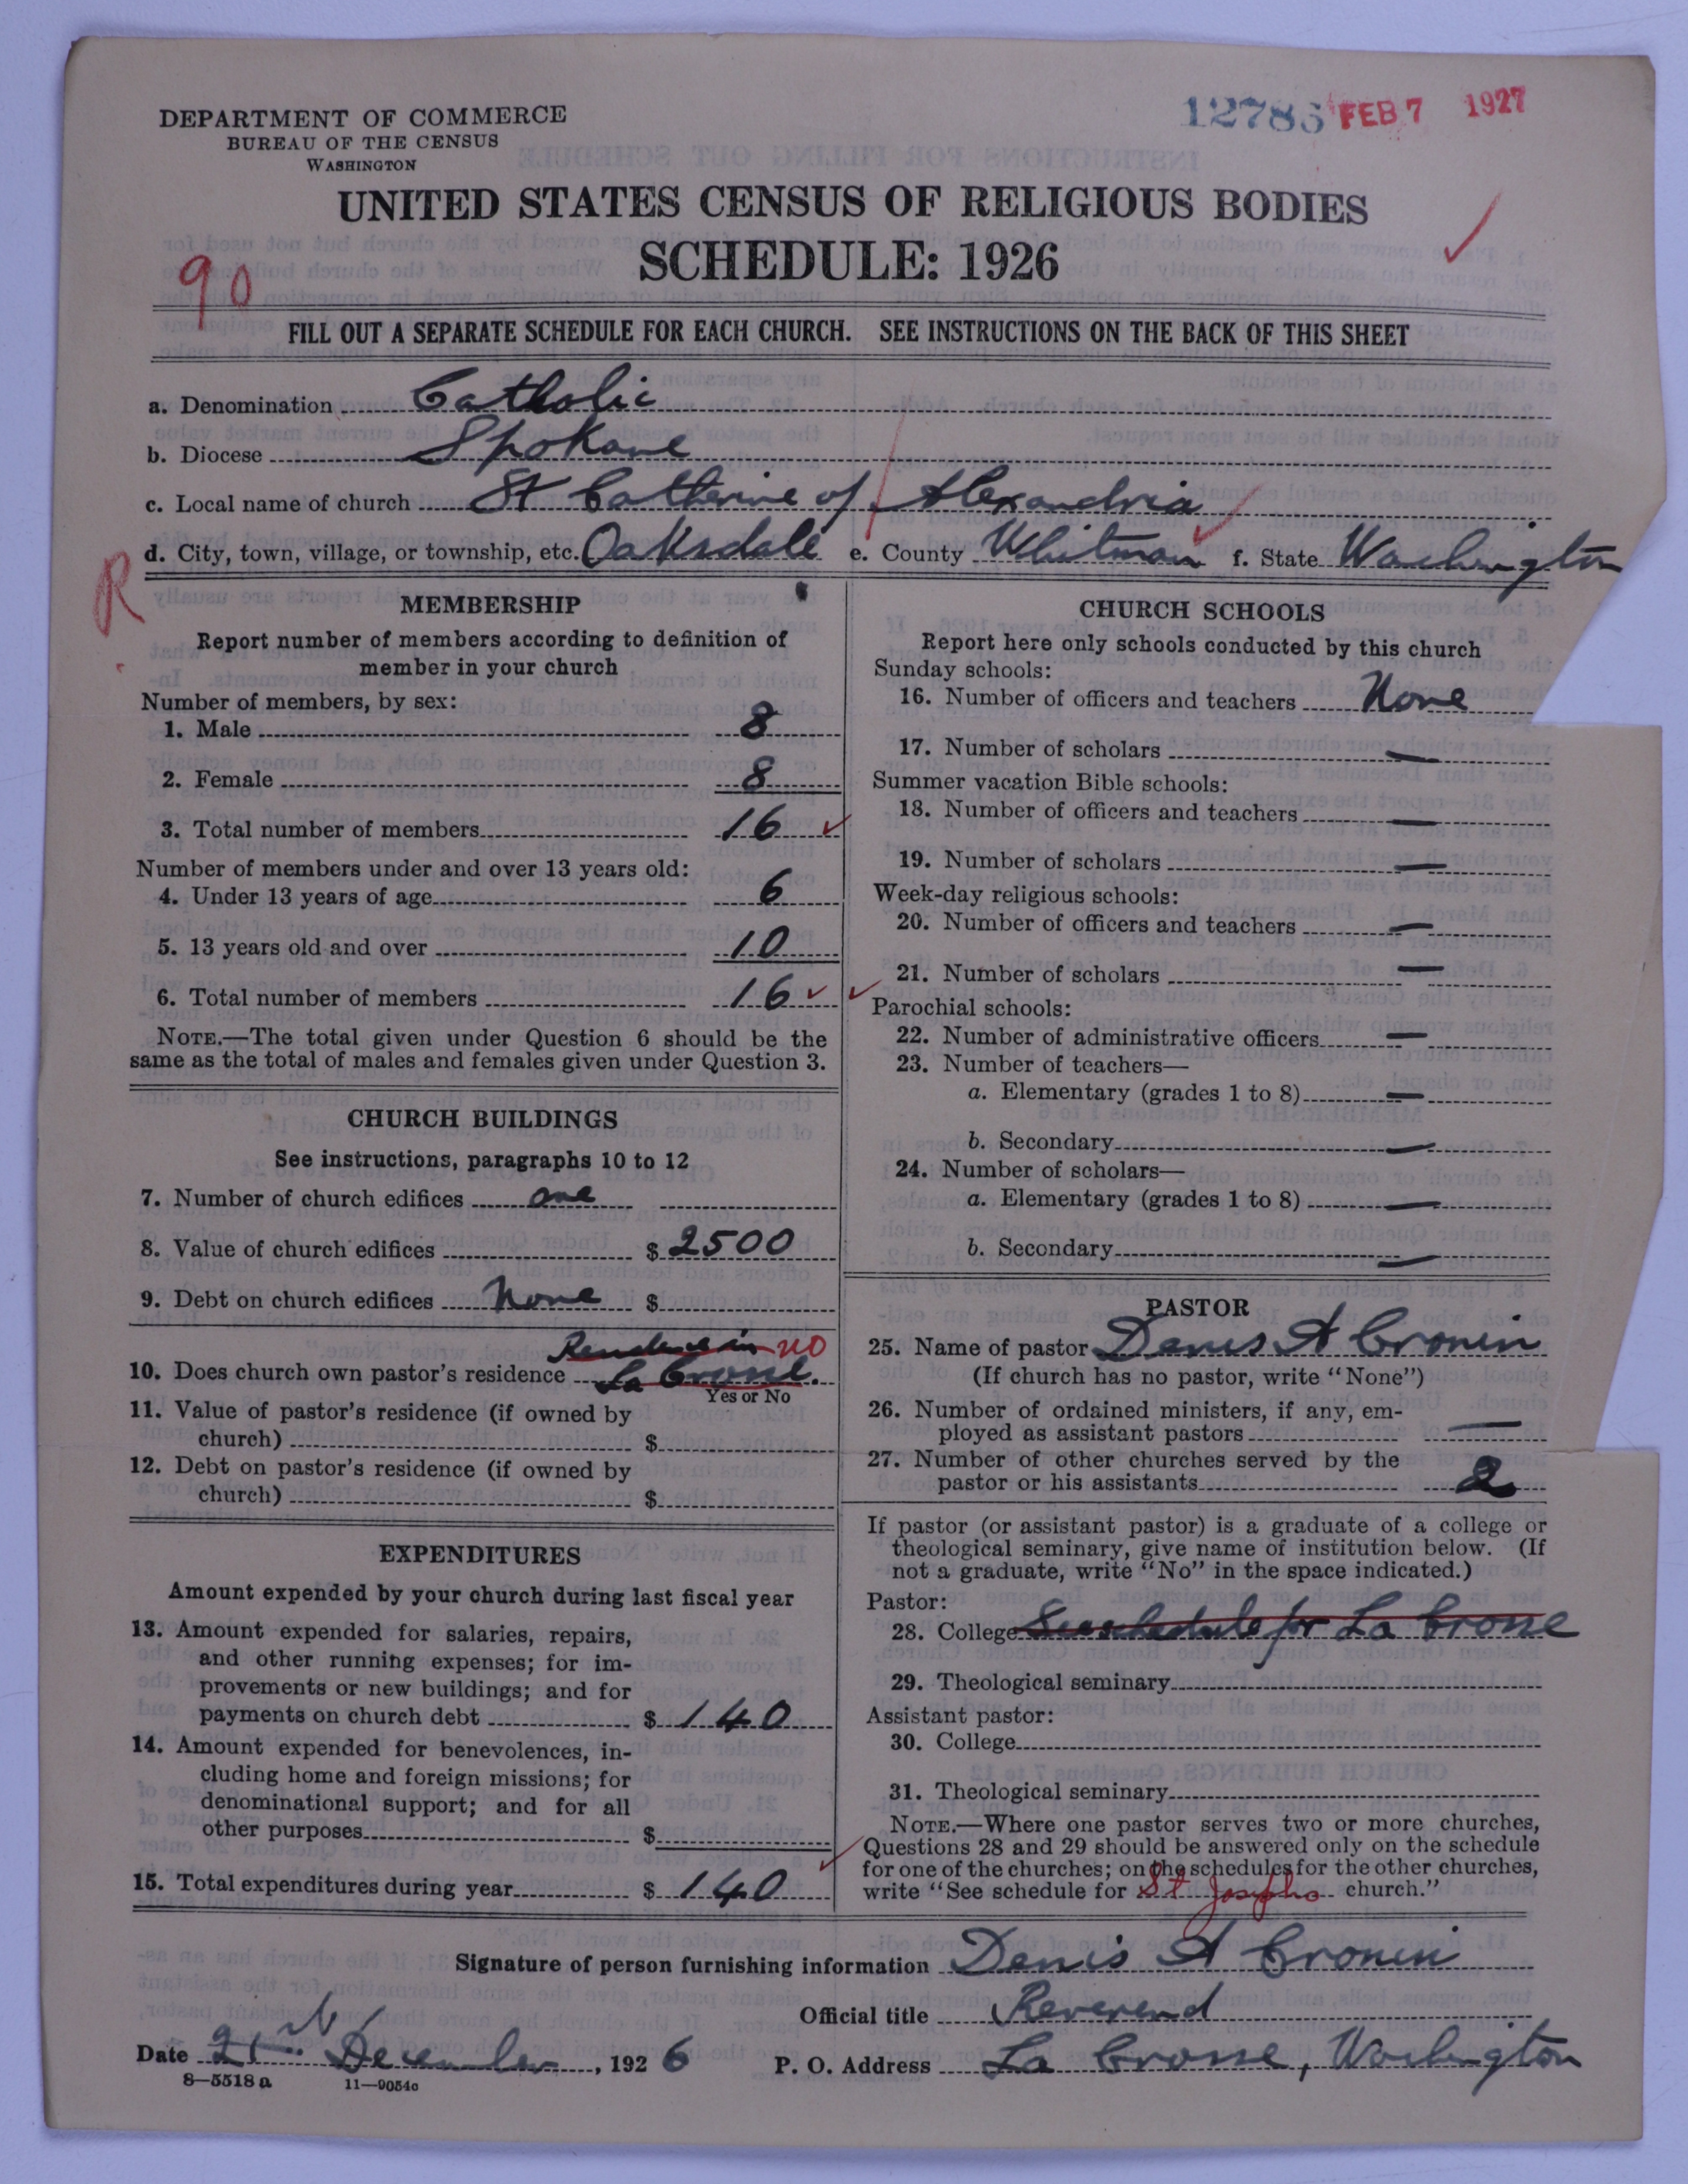 DEPARTMENT OF COMMERCE
BUREAU OF THE CENSUS
WASHINGTON
12786 FEB 7 1927
UNITED STATES CENSUS OF RELIGIOUS BODIES
SCHEDULE: 1926
90
FILL OUT A SEPARATE SCHEDULE FOR EACH CHURCH. SEE INSTRUCTIONS ON THE BACK OF THIS SHEET
a. Denomination Catholic
b. Diocese Spokane
c. Local name of church St Catherine of Alexandria
d. City, town, village, or township, etc. Oaksdale e. County Whitman f. State Washington
R
MEMBERSHIP
Report number of members according to definition of
member in your church
Number of members, by sex:
1. Male 8
2. Female 8
3. Total number of members 16
Number of members under and over 13 years old:
4. Under 13 years of age 6
5. 13 years old and over 10
6. Total number of members 16
NOTE.—The total given under Question 6 should be the
same as the total of males and females given under Question 3.
CHURCH BUILDINGS
See instructions, paragraphs 10 to 12
7. Number of church edifices one
8. Value of church edifices $ 2500
9. Debt on church edifices None $
Residence in no
10. Does church own pastor's residence La Crosse.
Yes or No
11. Value of pastor's residence (if owned by
church) $
12. Debt on pastor's residence (if owned by
church) $
EXPENDITURES
Amount expended by your church during last fiscal year
13. Amount expended for salaries, repairs,
and other running expenses; for im-
provements or new buildings; and for
payments on church debt $ 140
14. Amount expended for benevolences, in-
cluding home and foreign missions; for
denominational support; and for all
other purposes $
15. Total expenditures during year $ 140
CHURCH SCHOOLS
Report here only schools conducted by this church
Sunday schools:
16. Number of officers and teachers None
17. Number of scholars —
Summer vacation Bible schools:
18. Number of officers and teachers —
19. Number of scholars —
Week-day religious schools:
20. Number of officers and teachers —
21. Number of scholars —
Parochial schools:
22. Number of administrative officers —
23. Number of teachers—
a. Elementary (grades 1 to 8) —
b. Secondary —
24. Number of scholars—
a. Elementary (grades 1 to 8) —
b. Secondary —
PASTOR
25. Name of pastor Denis A Cronin
(If church has no pastor, write "None")
26. Number of ordained ministers, if any, em-
ployed as assistant pastors —
27. Number of other churches served by the
pastor or his assistants 2
If pastor (or assistant pastor) is a graduate of a college or
theological seminary, give name of institution below. (If
not a graduate, write "No" in the space indicated.)
Pastor:
28. College See schedule for La Crosse
29. Theological seminary
Assistant pastor:
30. College
31. Theological seminary
NOTE.—Where one pastor serves two or more churches,
Questions 28 and 29 should be answered only on the schedule
for one of the churches; on the schedules for the other churches,
write "See schedule for St Josephs church."
Signature of person furnishing information Denis A Cronin
Official title Reverend
Date 21st December, 1926 P. O. Address La Crosse, Washington
8—5518 a 11—9054o